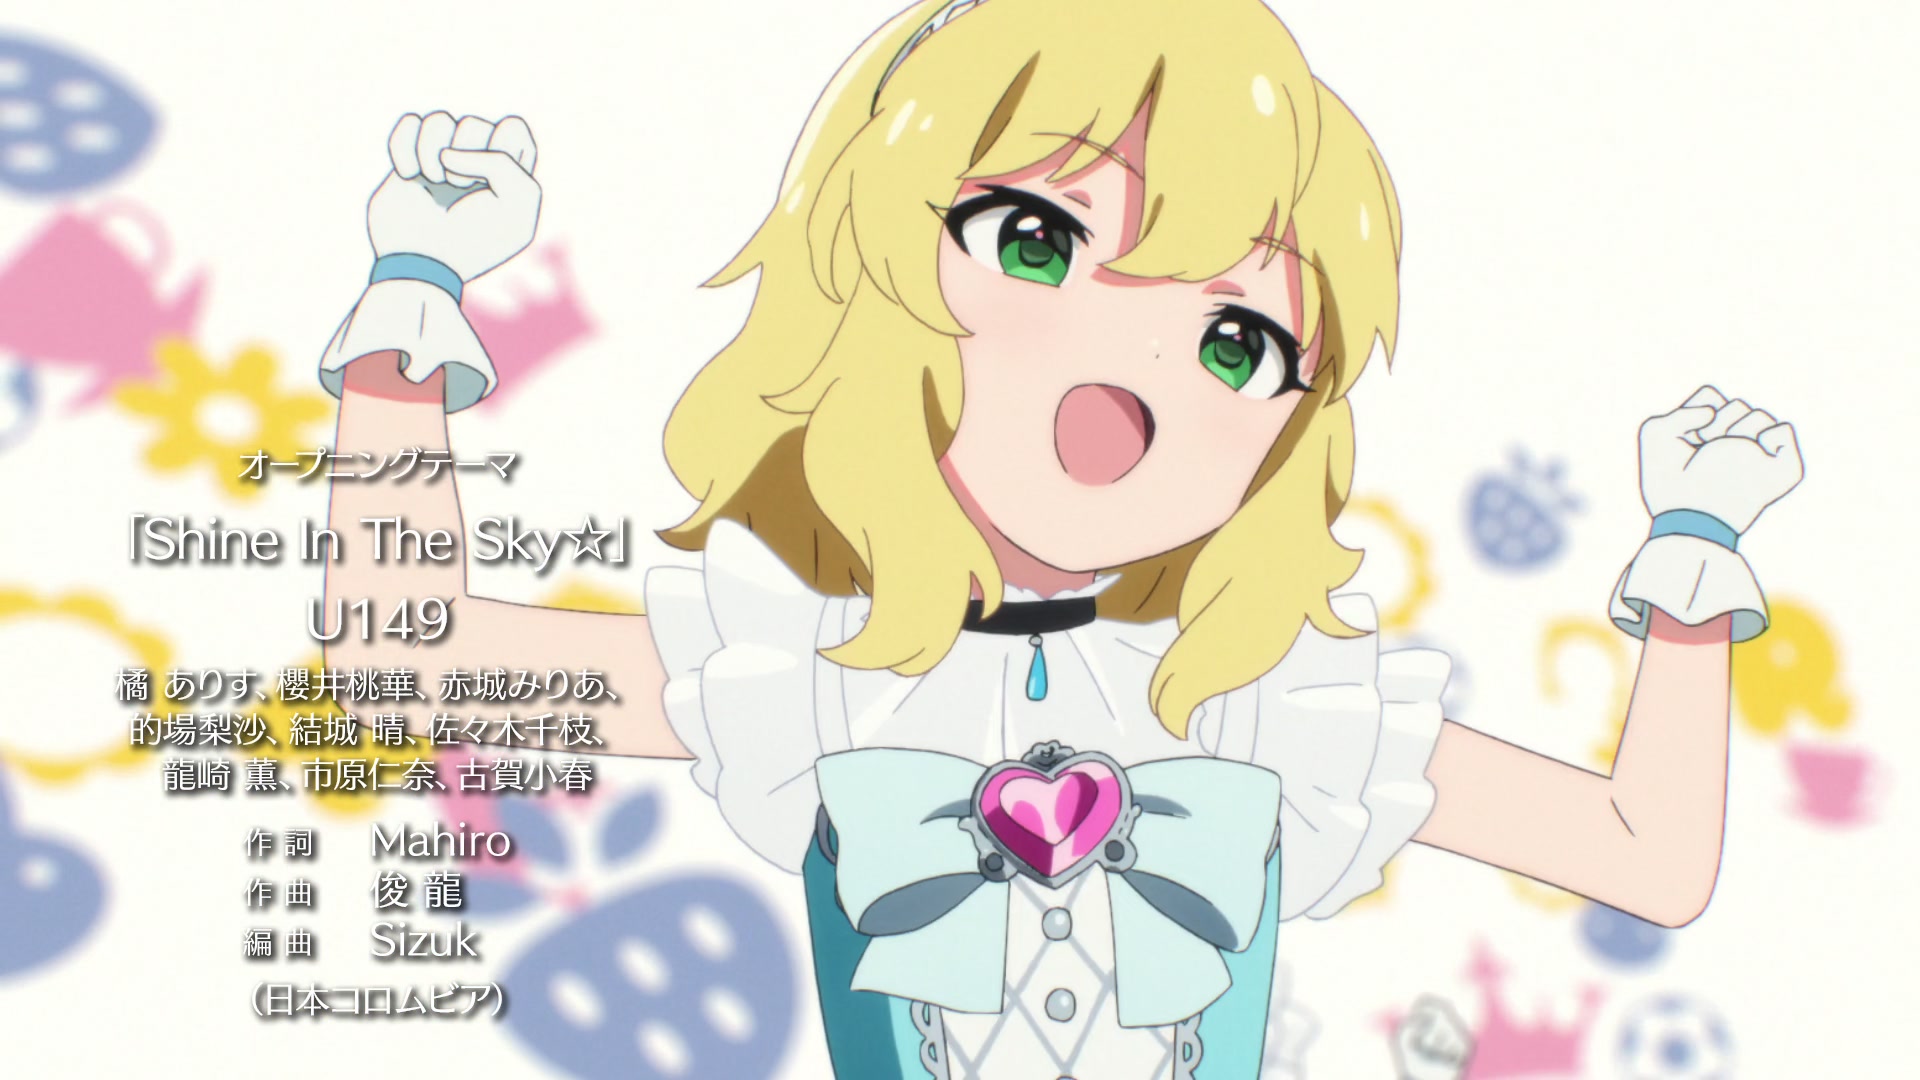 オープニングテーマ
「Shine In The Sky☆」
U149
橘 ありす、櫻井桃華、赤城みりあ、
的場梨沙、結城 晴、佐々木千枝、
龍崎 薫、市原仁奈、古賀小春
作 詞 Mahiro
作 曲 俊 龍
編 曲 Sizuk
（日本コロムビア）